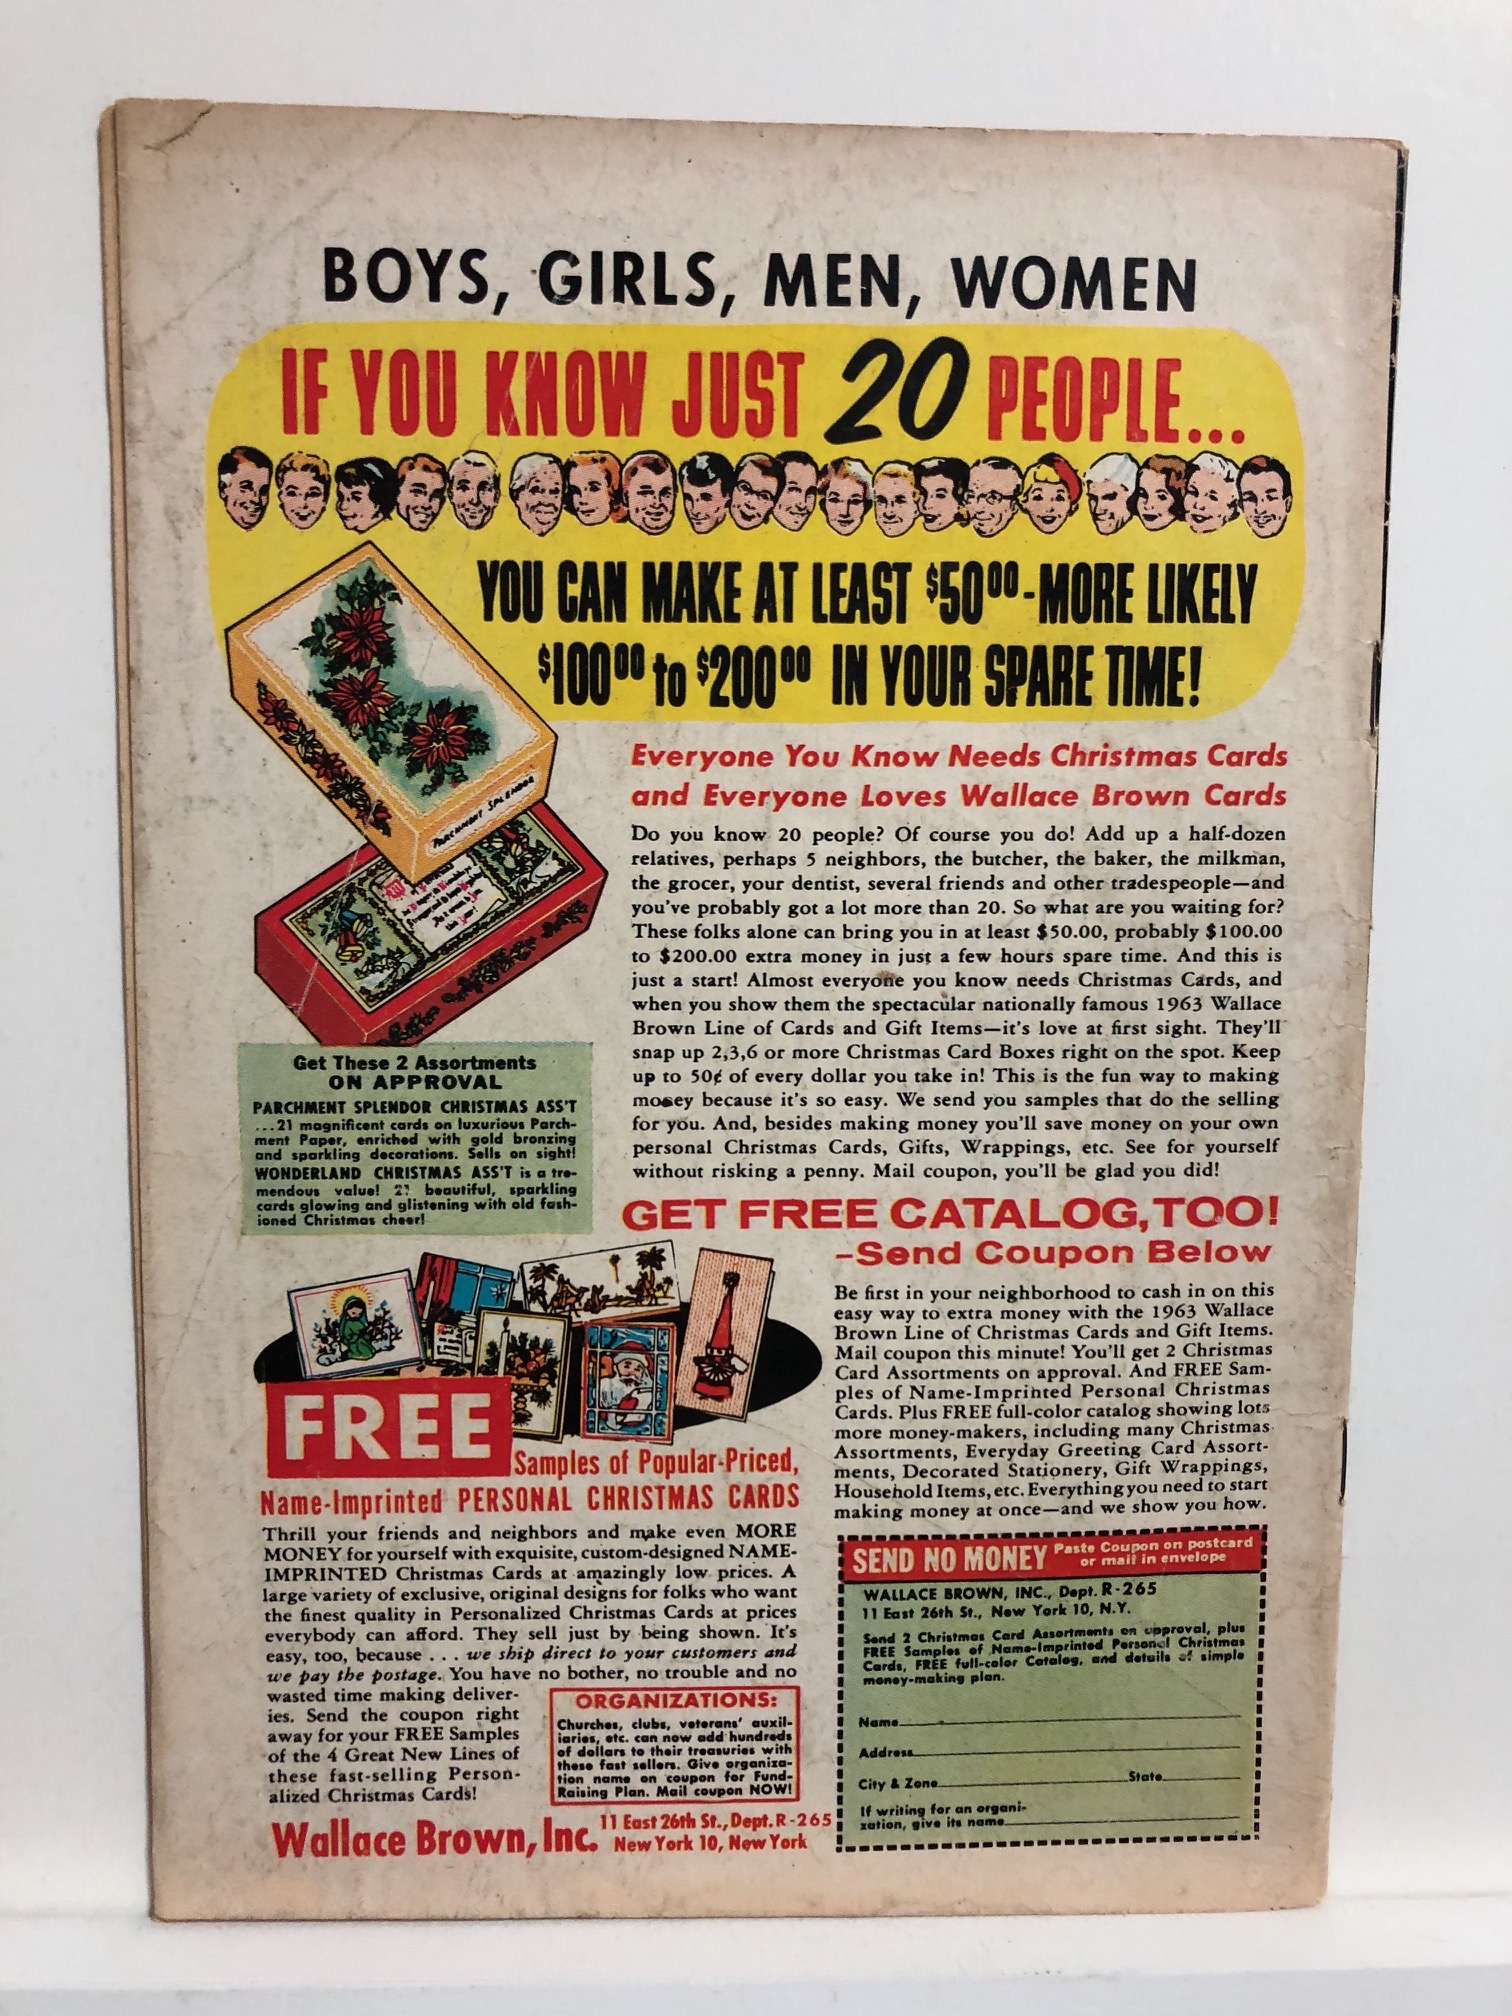 BOYS, GIRLS, MEN, WOMEN
IF YOU KNOW JUST 20 PEOPLE...
YOU CAN MAKE AT LEAST $50⁰⁰-MORE LIKELY
$100⁰⁰ to $200⁰⁰ IN YOUR SPARE TIME!
PARCHMENT SPLENDOR
Everyone You Know Needs Christmas Cards
and Everyone Loves Wallace Brown Cards
Do you know 20 people? Of course you do! Add up a half-dozen
relatives, perhaps 5 neighbors, the butcher, the baker, the milkman,
the grocer, your dentist, several friends and other tradespeople—and
you've probably got a lot more than 20. So what are you waiting for?
These folks alone can bring you in at least $50.00, probably $100.00
to $200.00 extra money in just a few hours spare time. And this is
just a start! Almost everyone you know needs Christmas Cards, and
when you show them the spectacular nationally famous 1963 Wallace
Brown Line of Cards and Gift Items—it's love at first sight. They'll
snap up 2,3,6 or more Christmas Card Boxes right on the spot. Keep
up to 50¢ of every dollar you take in! This is the fun way to making
money because it's so easy. We send you samples that do the selling
for you. And, besides making money you'll save money on your own
personal Christmas Cards, Gifts, Wrappings, etc. See for yourself
without risking a penny. Mail coupon, you'll be glad you did!
Get These 2 Assortments
ON APPROVAL
PARCHMENT SPLENDOR CHRISTMAS ASS'T
...21 magnificent cards on luxurious Parch-
ment Paper, enriched with gold bronzing
and sparkling decorations. Sells on sight!
WONDERLAND CHRISTMAS ASS'T is a tre-
mendous value! beautiful, sparkling
cards glowing and glistening with old fash-
ioned Christmas cheer!
GET FREE CATALOG, TOO!
–Send Coupon Below
Be first in your neighborhood to cash in on this
easy way to extra money with the 1963 Wallace
Brown Line of Christmas Cards and Gift Items.
Mail coupon this minute! You'll get 2 Christmas
Card Assortments on approval. And FREE Sam-
ples of Name-Imprinted Personal Christmas
Cards. Plus FREE full-color catalog showing lots
more money-makers, including many Christmas
Assortments, Everyday Greeting Card Assort-
ments, Decorated Stationery, Gift Wrappings,
Household Items, etc. Everything you need to start
making money at once—and we show you how.
FREE
Samples of Popular-Priced,
Name-Imprinted PERSONAL CHRISTMAS CARDS
Thrill your friends and neighbors and make even MORE
MONEY for yourself with exquisite, custom-designed NAME-
IMPRINTED Christmas Cards at amazingly low prices. A
large variety of exclusive, original designs for folks who want
the finest quality in Personalized Christmas Cards at prices
everybody can afford. They sell just by being shown. It's
easy, too, because . . . we ship direct to your customers and
we pay the postage. You have no bother, no trouble and no
wasted time making deliver-
ies. Send the coupon right
away for your FREE Samples
of the 4 Great New Lines of
these fast-selling Person-
alized Christmas Cards!
ORGANIZATIONS:
Churches, clubs, veterans' auxil-
iaries, etc. can now add hundreds
of dollars to their treasuries with
these fast sellers. Give organiza-
tion name on coupon for Fund-
Raising Plan. Mail coupon NOW!
Wallace Brown, Inc.
11 East 26th St., Dept. R-265
New York 10, New York
SEND NO MONEY Paste Coupon on postcard
or mail in envelope
WALLACE BROWN, INC., Dept. R-265
11 East 26th St., New York 10, N.Y.
Send 2 Christmas Card Assortments on approval, plus
FREE Samples of Name-Imprinted Personal Christmas
Cards, FREE full-color Catalog, and details of simple
money-making plan.
Name
Address
City & Zone State
If writing for an organi-
zation, give its name